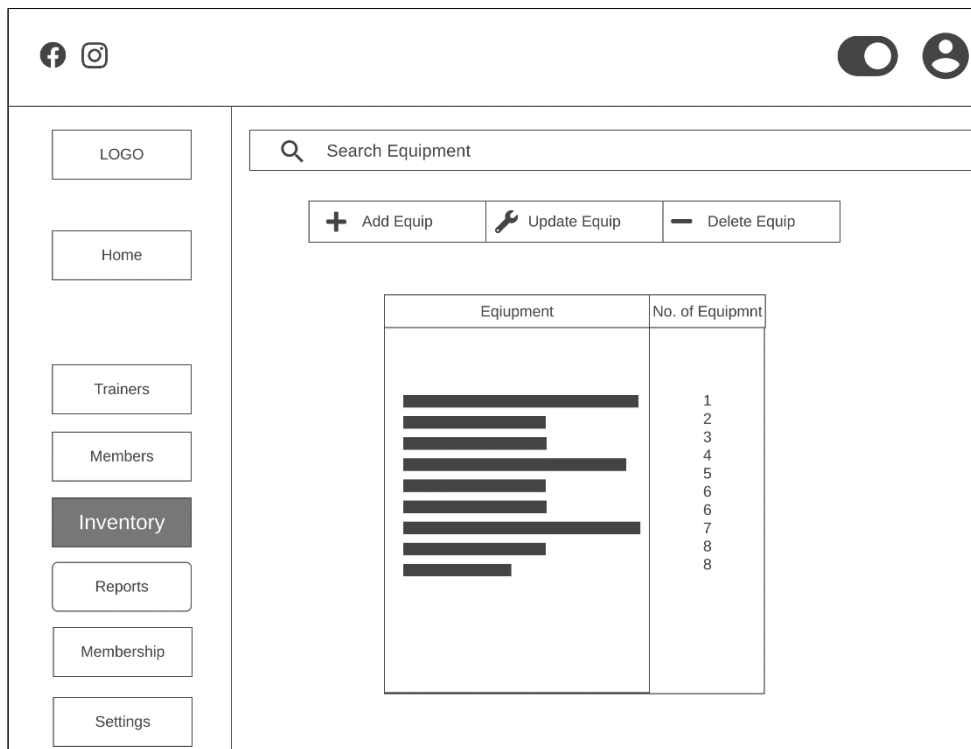 LOGO
Search Equipment
Add Equip
Update Equip
Delete Equip
Home
Eqiupment
No. of Equipmnt
1
2
3
4
5
6
6
7
8
8
Trainers
Members
Inventory
Reports
Membership
Settings